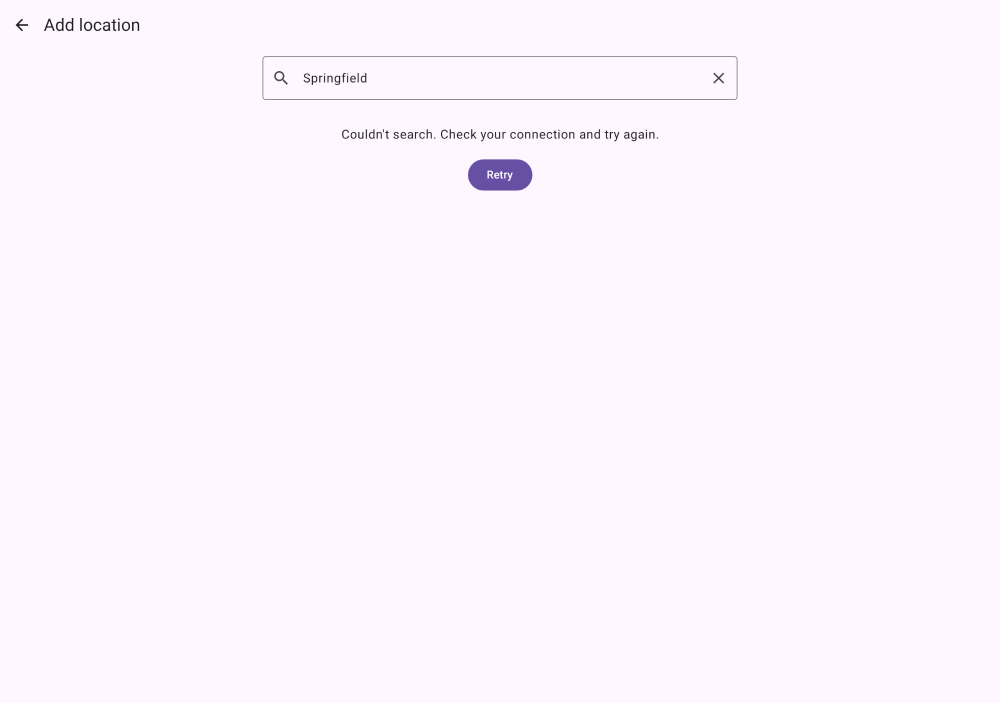 Add location
Springfield
Couldn't search. Check your connection and try again.
Retry